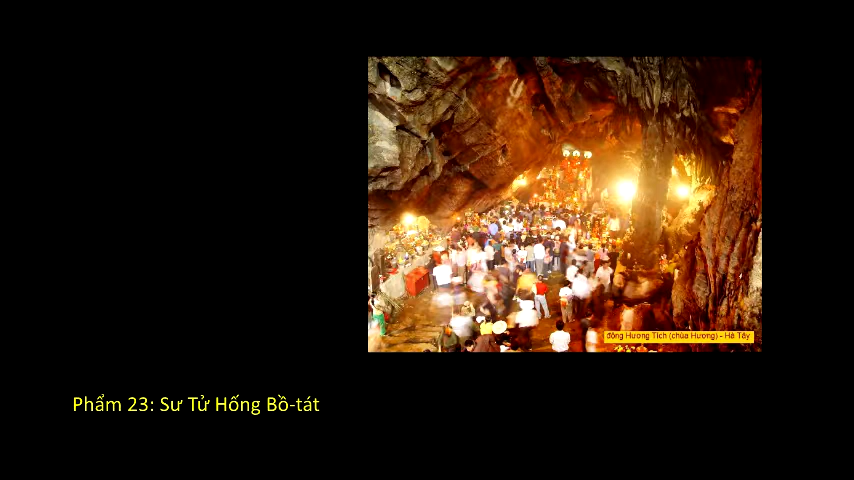 động Hương Tích (chùa Hương) - Hà Tây
Phẩm 23: Sư Tử Hống Bồ-tát